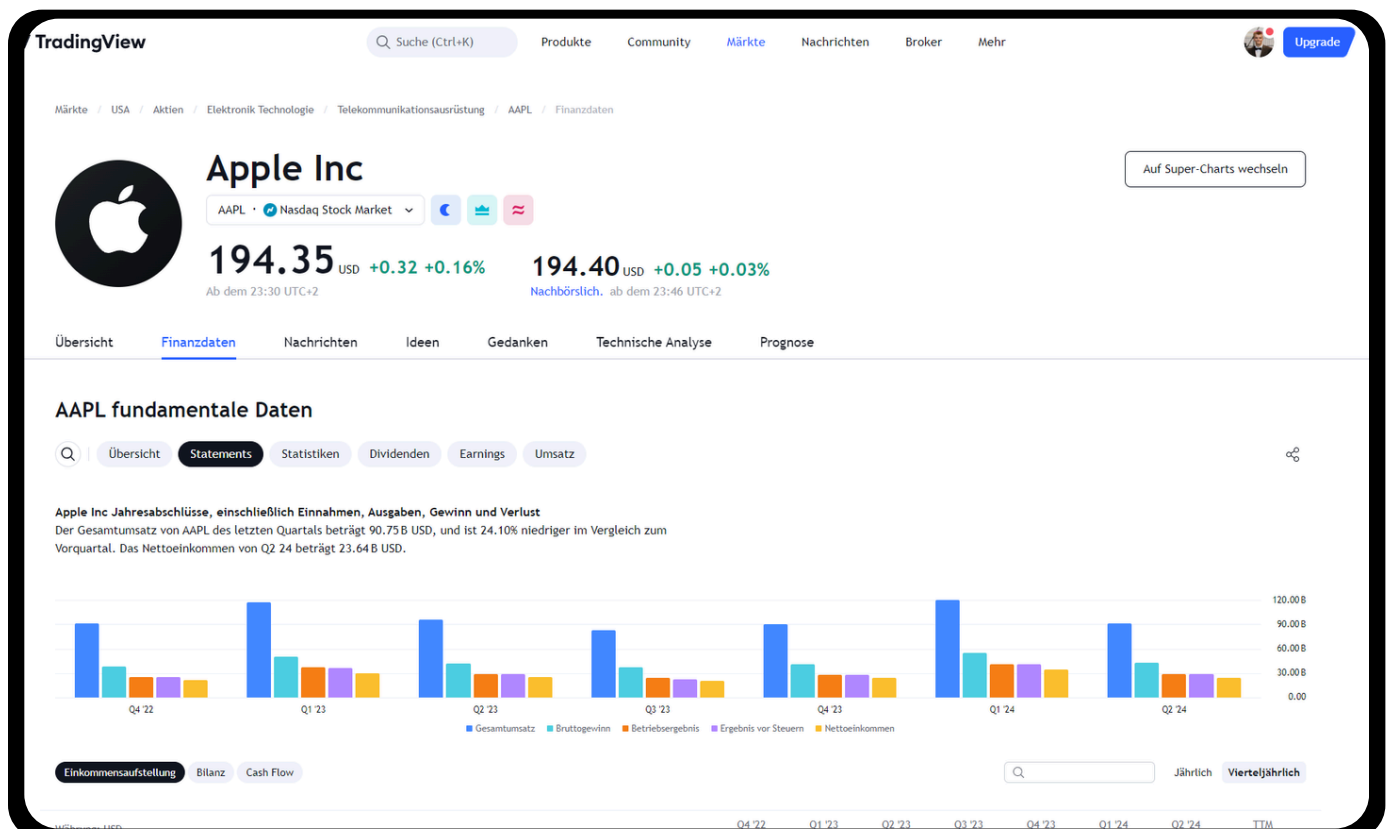 TradingView
Suche (Ctrl+K)
Produkte
Community
Märkte
Nachrichten
Broker
Mehr
Upgrade
Märkte / USA / Aktien / Elektronik Technologie / Telekommunikationsausrüstung / AAPL / Finanzdaten
Apple Inc
Auf Super-Charts wechseln
AAPL · Nasdaq Stock Market
194.35 USD +0.32 +0.16%
194.40 USD +0.05 +0.03%
Ab dem 23:30 UTC+2
Nachbörslich. ab dem 23:46 UTC+2
Übersicht
Finanzdaten
Nachrichten
Ideen
Gedanken
Technische Analyse
Prognose
AAPL fundamentale Daten
Übersicht
Statements
Statistiken
Dividenden
Earnings
Umsatz
Apple Inc Jahresabschlüsse, einschließlich Einnahmen, Ausgaben, Gewinn und Verlust
Der Gesamtumsatz von AAPL des letzten Quartals beträgt 90.75 B USD, und ist 24.10% niedriger im Vergleich zum
Vorquartal. Das Nettoeinkommen von Q2 24 beträgt 23.64 B USD.
120.00 B
90.00 B
60.00 B
30.00 B
0.00
Q4 '22
Q1 '23
Q2 '23
Q3 '23
Q4 '23
Q1 '24
Q2 '24
Gesamtumsatz
Bruttogewinn
Betriebsergebnis
Ergebnis vor Steuern
Nettoeinkommen
Einkommensaufstellung
Bilanz
Cash Flow
Jährlich
Vierteljährlich
Währung: USD
Q4 '22
Q1 '23
Q2 '23
Q3 '23
Q4 '23
Q1 '24
Q2 '24
TTM